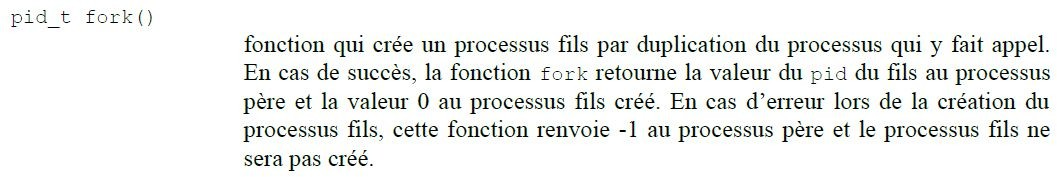 pid_t fork()
fonction qui crée un processus fils par duplication du processus qui y fait appel.
En cas de succès, la fonction fork retourne la valeur du pid du fils au processus
père et la valeur 0 au processus fils créé. En cas d’erreur lors de la création du
processus fils, cette fonction renvoie -1 au processus père et le processus fils ne
sera pas créé.